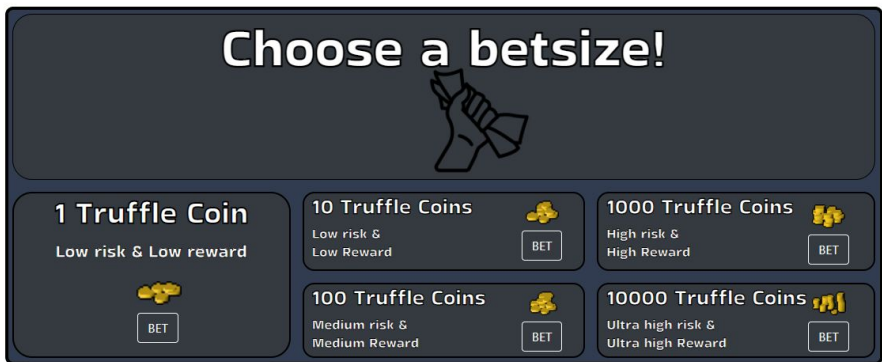 Choose a betsize!
1 Truffle Coin
Low risk & Low reward
BET
10 Truffle Coins
Low risk &
Low Reward
BET
100 Truffle Coins
Medium risk &
Medium Reward
BET
1000 Truffle Coins
High risk &
High Reward
BET
10000 Truffle Coins
Ultra high risk &
Ultra high Reward
BET